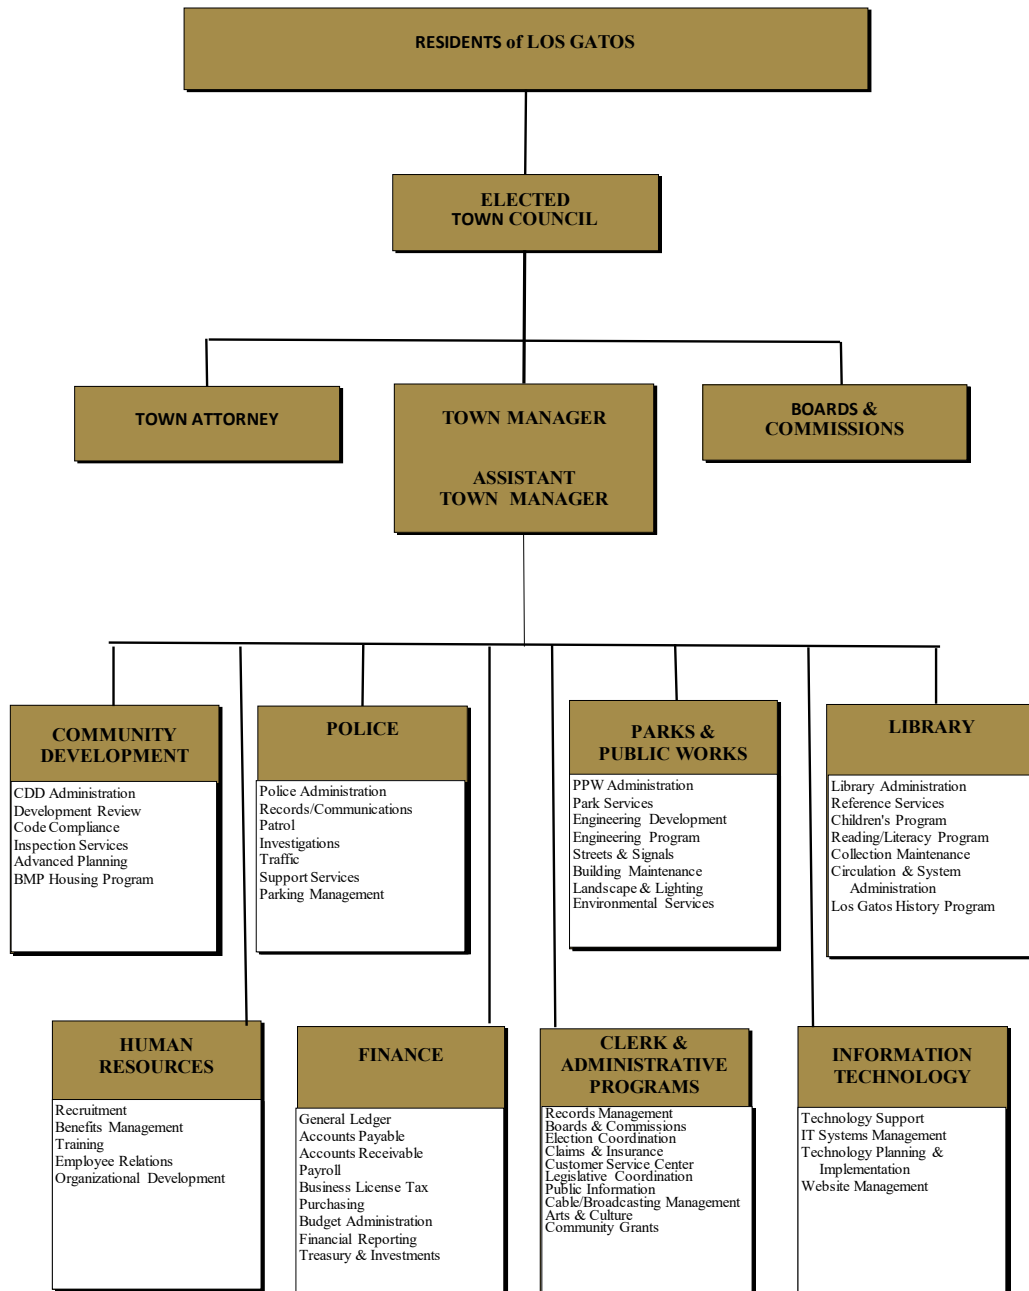 RESIDENTS of LOS GATOS
ELECTED
TOWN COUNCIL
TOWN ATTORNEY
TOWN MANAGER
ASSISTANT
TOWN MANAGER
BOARDS &
COMMISSIONS
COMMUNITY
DEVELOPMENT
CDD Administration
Development Review
Code Compliance
Inspection Services
Advanced Planning
BMP Housing Program
POLICE
Police Administration
Records/Communications
Patrol
Investigations
Traffic
Support Services
Parking Management
PARKS &
PUBLIC WORKS
PPW Administration
Park Services
Engineering Development
Engineering Program
Streets & Signals
Building Maintenance
Landscape & Lighting
Environmental Services
LIBRARY
Library Administration
Reference Services
Children's Program
Reading/Literacy Program
Collection Maintenance
Circulation & System
Administration
Los Gatos History Program
HUMAN
RESOURCES
Recruitment
Benefits Management
Training
Employee Relations
Organizational Development
FINANCE
General Ledger
Accounts Payable
Accounts Receivable
Payroll
Business License Tax
Purchasing
Budget Administration
Financial Reporting
Treasury & Investments
CLERK &
ADMINISTRATIVE
PROGRAMS
Records Management
Boards & Commissions
Election Coordination
Claims & Insurance
Customer Service Center
Legislative Coordination
Public Information
Cable/Broadcasting Management
Arts & Culture
Community Grants
INFORMATION
TECHNOLOGY
Technology Support
IT Systems Management
Technology Planning &
Implementation
Website Management